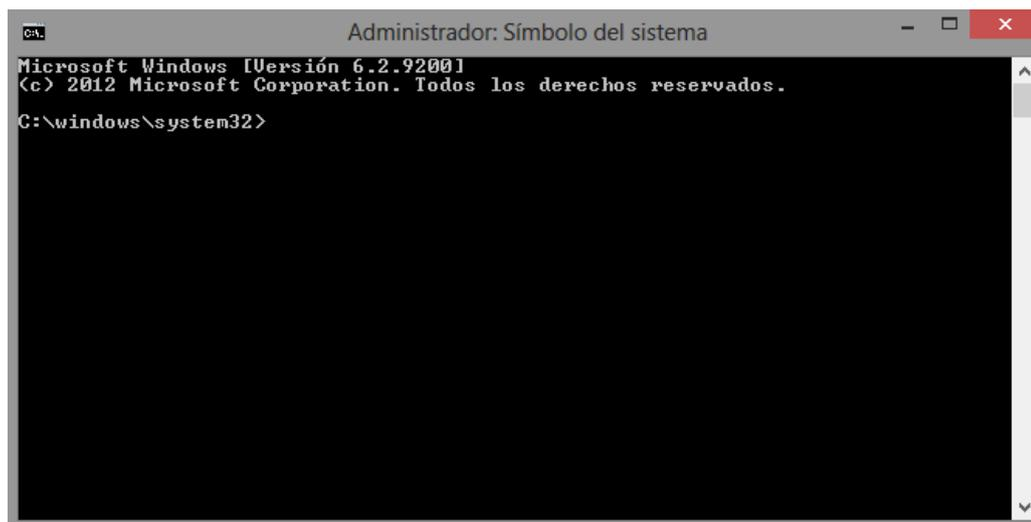 Administrador: Símbolo del sistema
Microsoft Windows [Versión 6.2.9200]
(c) 2012 Microsoft Corporation. Todos los derechos reservados.
C:\windows\system32>